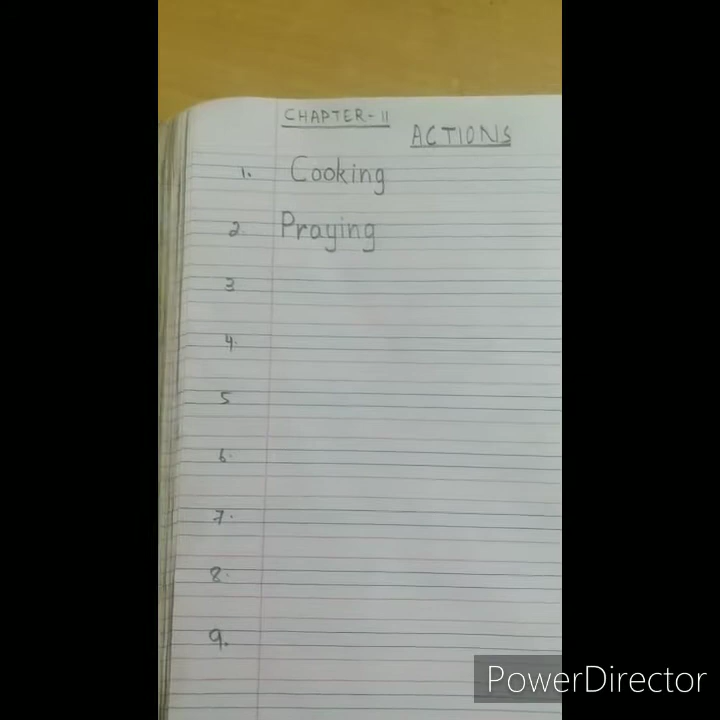 CHAPTER-11
ACTIONS
1. Cooking
2. Praying
3
4.
5
6.
7.
8.
9.
PowerDirector